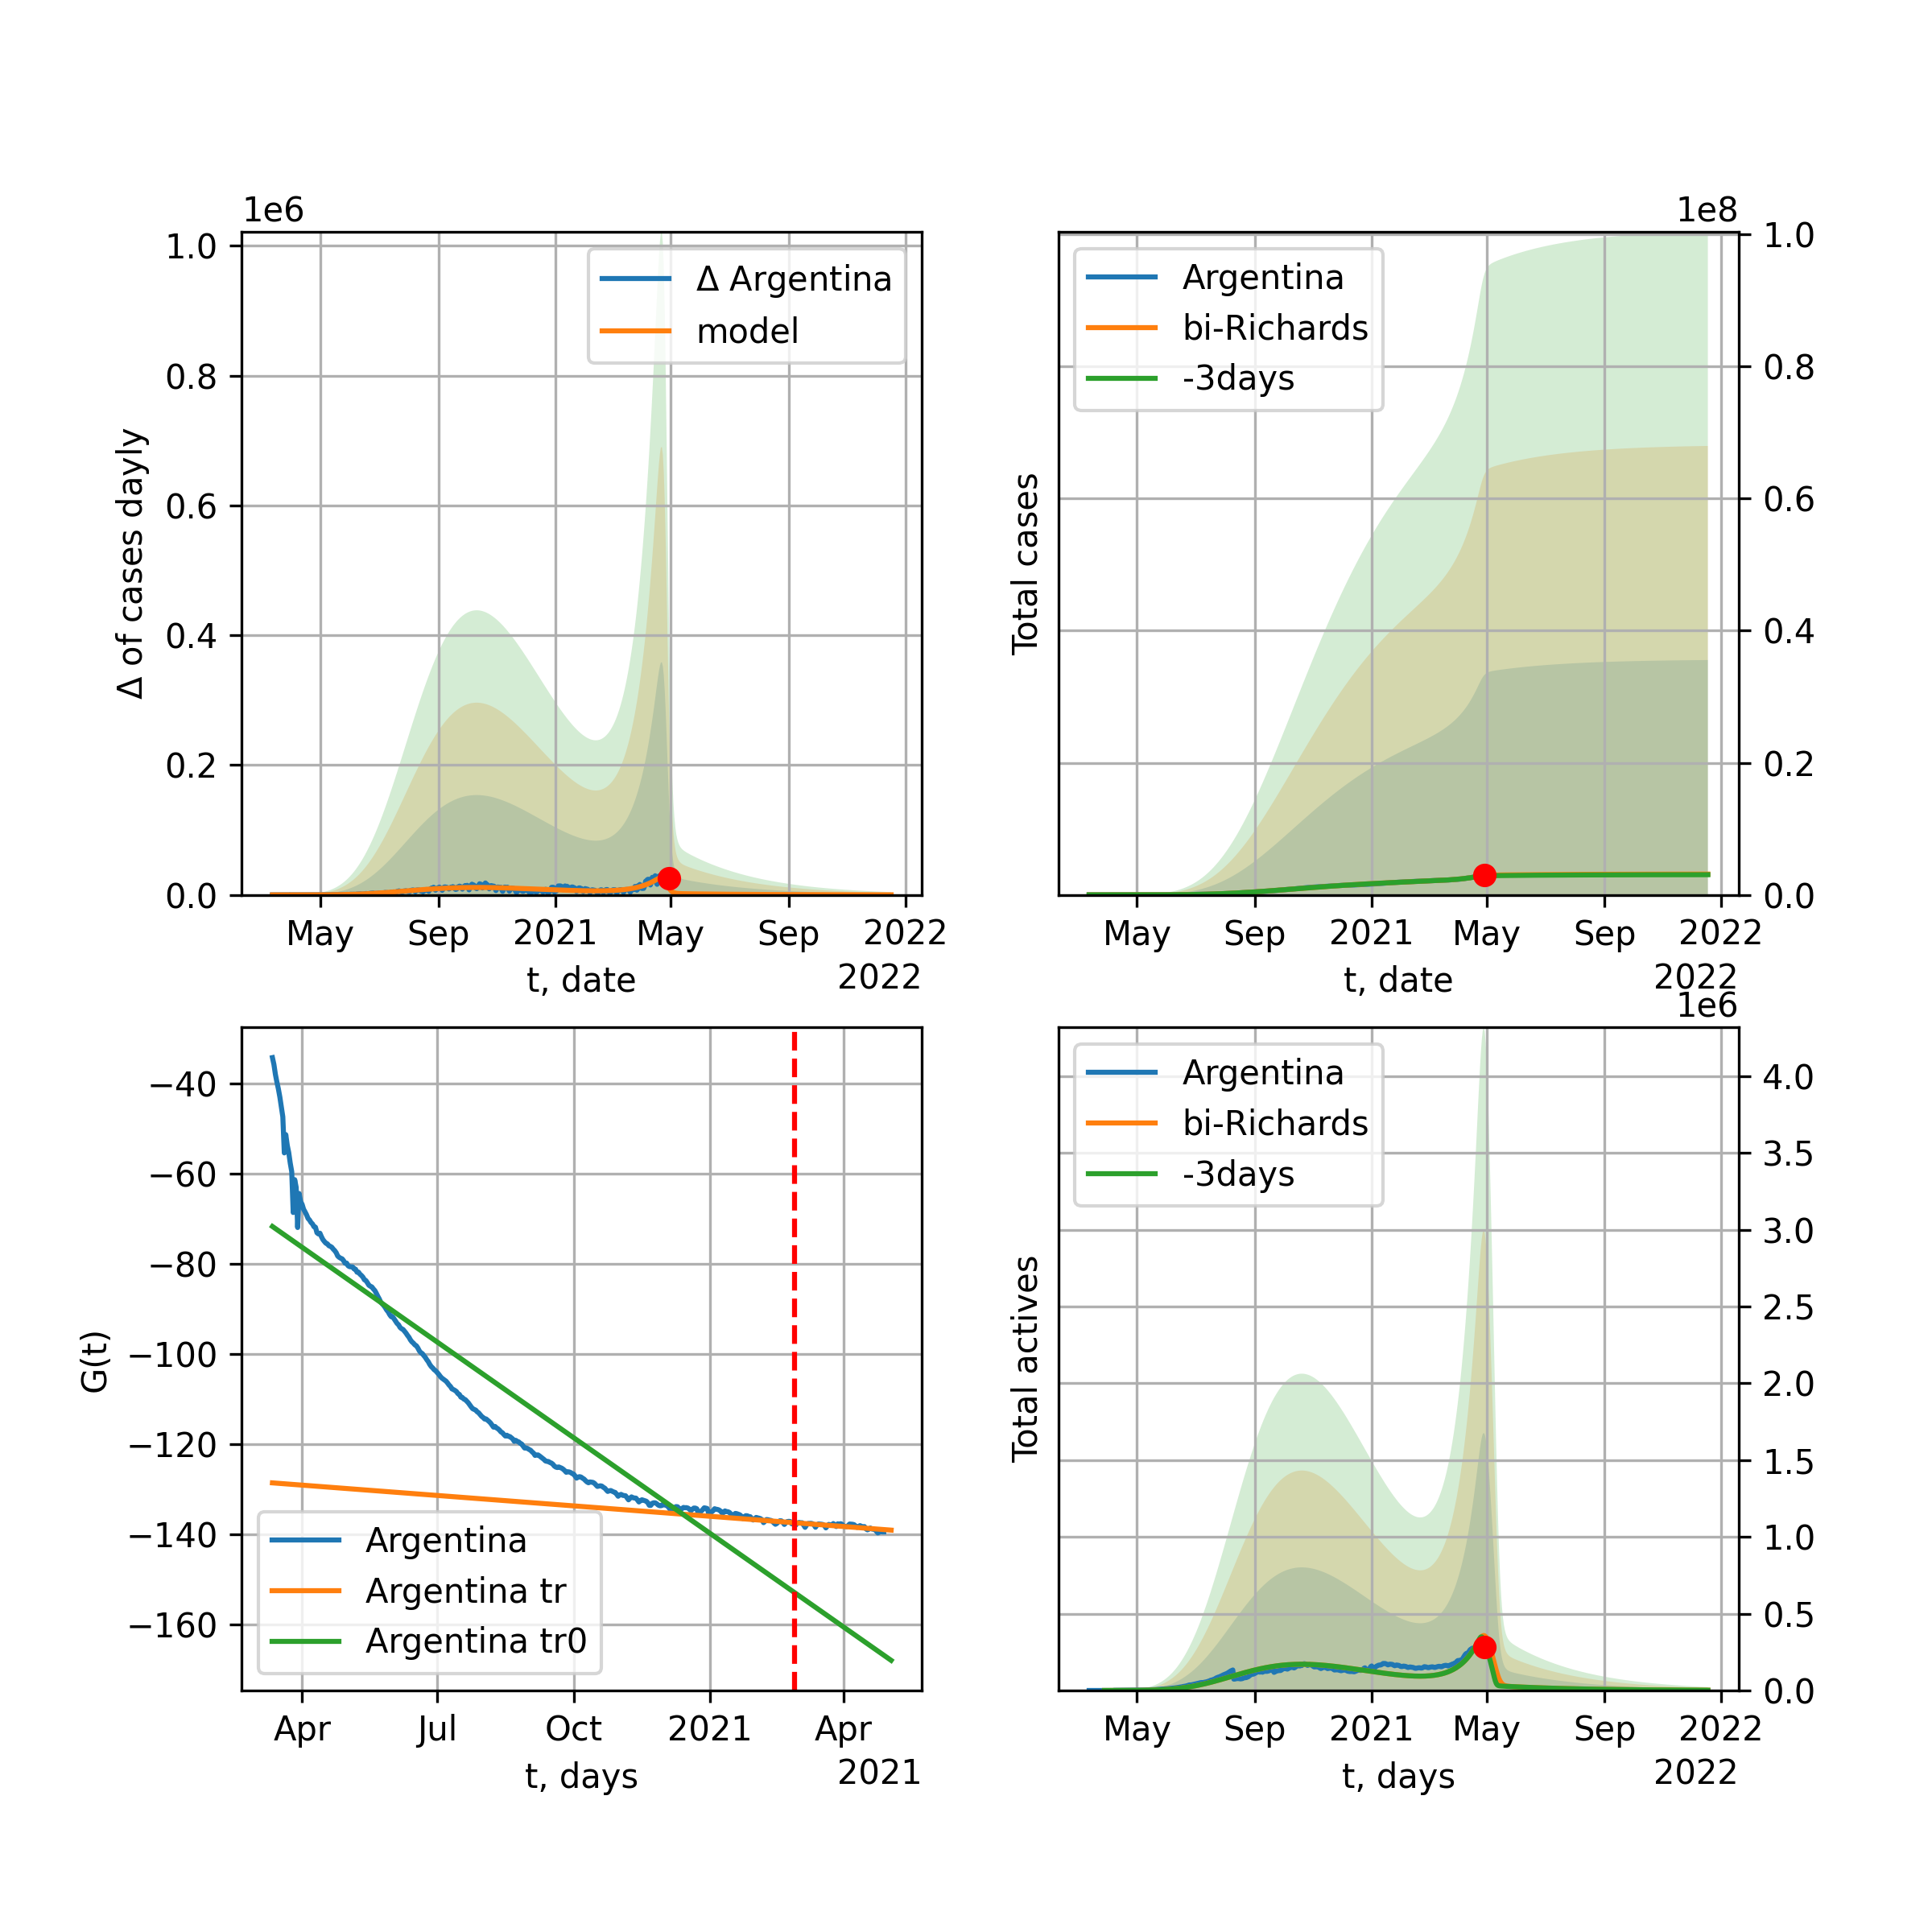 1e6
1.0
0.8
0.6
0.4
0.2
0.0
Δ of cases dayly
Δ Argentina
model
May Sep 2021 May Sep 2022
t, date 2022
1e8
1.0
0.8
0.6
0.4
0.2
0.0
Total cases
Argentina
bi-Richards
-3days
May Sep 2021 May Sep 2022
t, date 2022
−40
−60
−80
−100
−120
−140
−160
G(t)
Argentina
Argentina tr
Argentina tr0
Apr Jul Oct 2021 Apr
t, days 2021
1e6
4.0
3.5
3.0
2.5
2.0
1.5
1.0
0.5
0.0
Total actives
Argentina
bi-Richards
-3days
May Sep 2021 May Sep 2022
t, days 2022